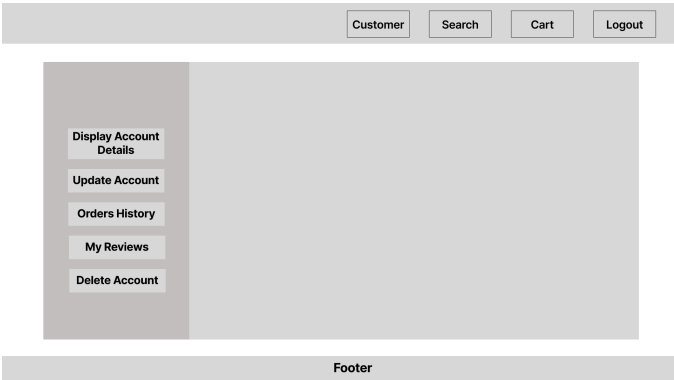 Customer
Search
Cart
Logout
Display Account
Details
Update Account
Orders History
My Reviews
Delete Account
Footer